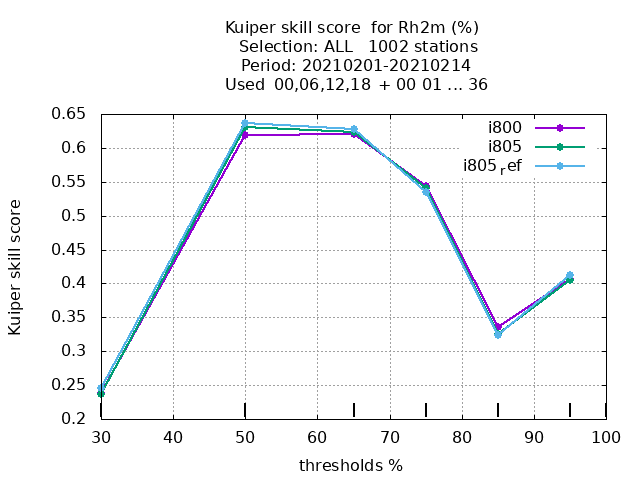 Kuiper skill score for Rh2m (%)
Selection: ALL 1002 stations
Period: 20210201-20210214
Used 00,06,12,18 + 00 01 ... 36
0.65
0.6
0.55
0.5
0.45
0.4
0.35
0.3
0.25
0.2
Kuiper skill score
i800
i805
i805ref
30 40 50 60 70 80 90 100
thresholds %